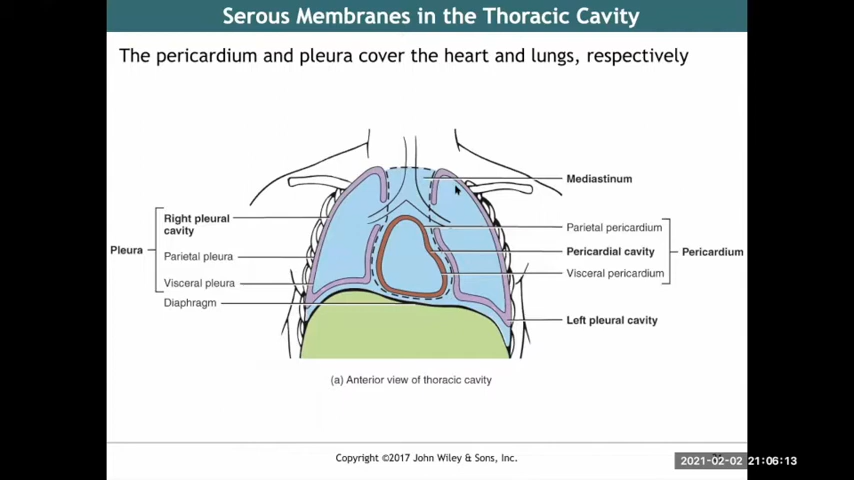 Serous Membranes in the Thoracic Cavity
The pericardium and pleura cover the heart and lungs, respectively
Mediastinum
Right pleural
cavity
Parietal pericardium
Pleura
Parietal pleura
Pericardial cavity
Pericardium
Visceral pleura
Visceral pericardium
Diaphragm
Left pleural cavity
(a) Anterior view of thoracic cavity
Copyright ©2017 John Wiley & Sons, Inc.
2021-02-02 21:06:13